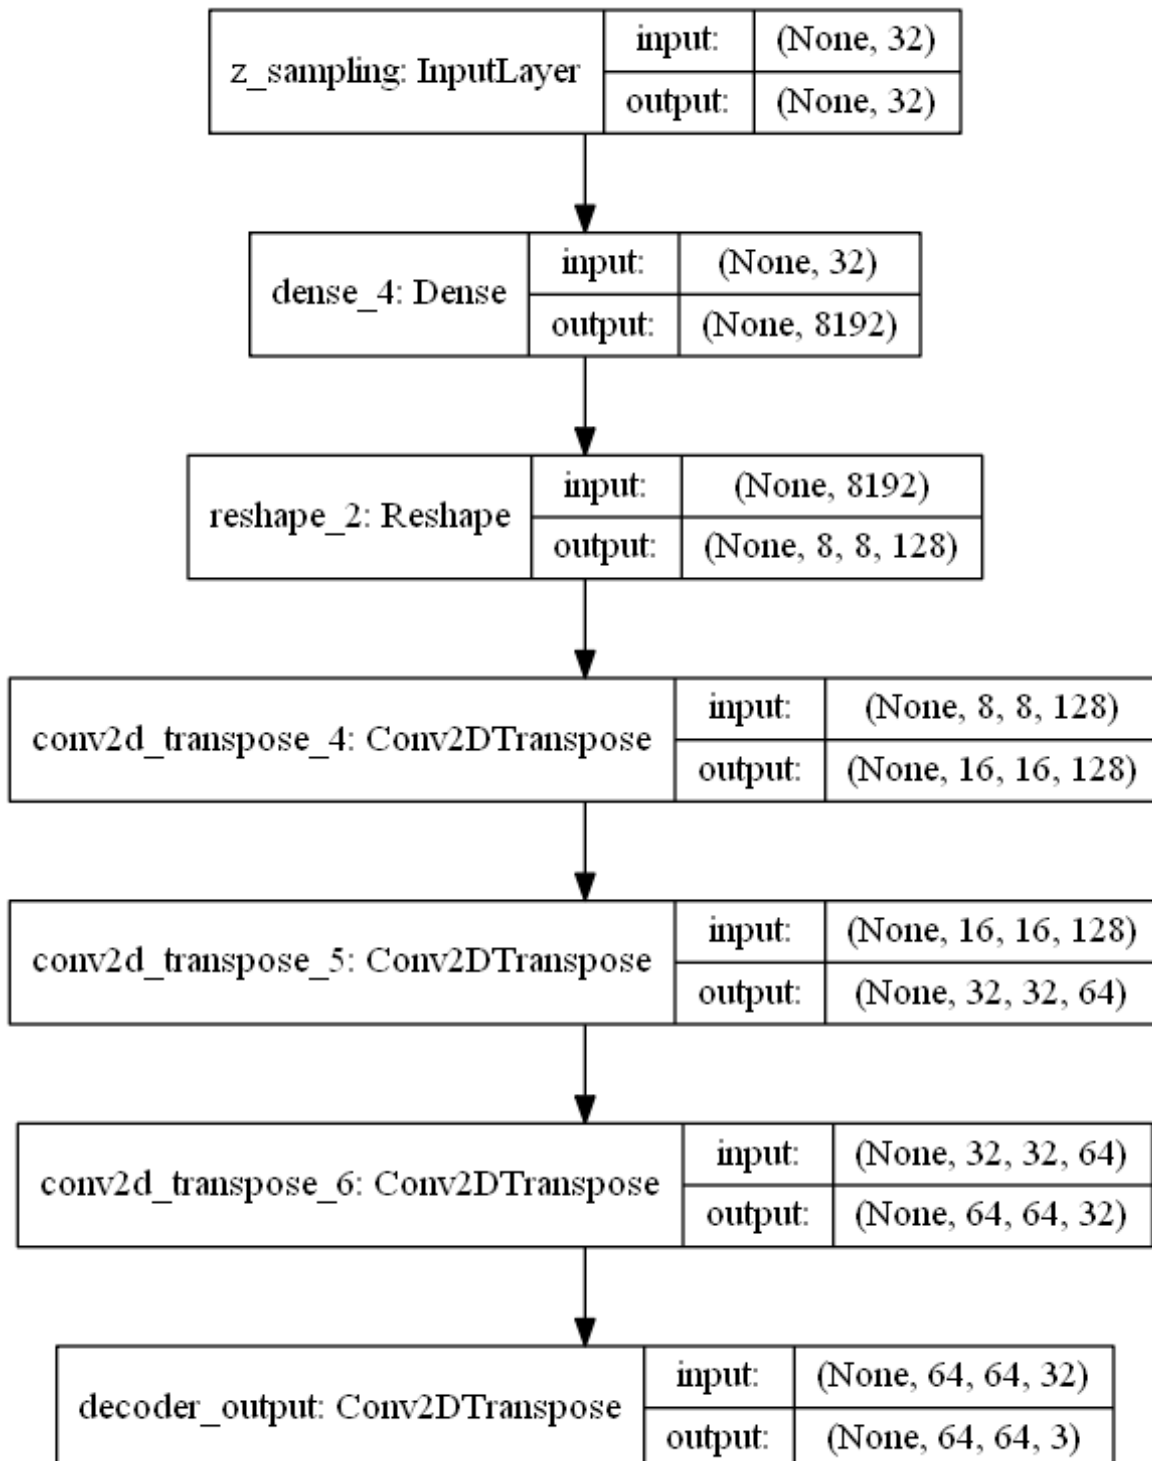 z_sampling: InputLayer
input: (None, 32)
output: (None, 32)
dense_4: Dense
input: (None, 32)
output: (None, 8192)
reshape_2: Reshape
input: (None, 8192)
output: (None, 8, 8, 128)
conv2d_transpose_4: Conv2DTranspose
input: (None, 8, 8, 128)
output: (None, 16, 16, 128)
conv2d_transpose_5: Conv2DTranspose
input: (None, 16, 16, 128)
output: (None, 32, 32, 64)
conv2d_transpose_6: Conv2DTranspose
input: (None, 32, 32, 64)
output: (None, 64, 64, 32)
decoder_output: Conv2DTranspose
input: (None, 64, 64, 32)
output: (None, 64, 64, 3)